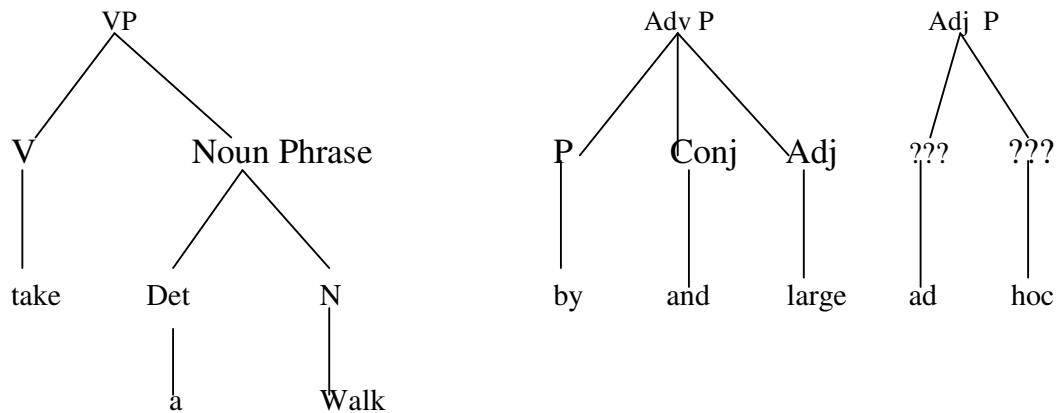 VP Adv P Adj P
V Noun Phrase P Conj Adj ??? ???
take Det N by and large ad hoc
a Walk